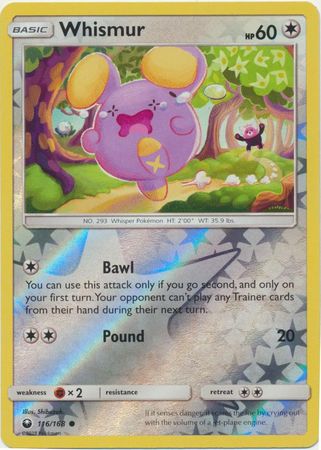 BASIC Whismur HP60
NO. 293 Whisper Pokémon HT: 2'00" WT: 35.9 lbs.
Bawl
You can use this attack only if you go second, and only
on your first turn. Your opponent can't play any Trainer cards
from their hand during their next turn.
Pound 20
weakness × 2 resistance retreat
Illus. Shibuzoh.
116/168
If it senses danger, it scares the foe by crying out
with the volume of a jet-plane engine.